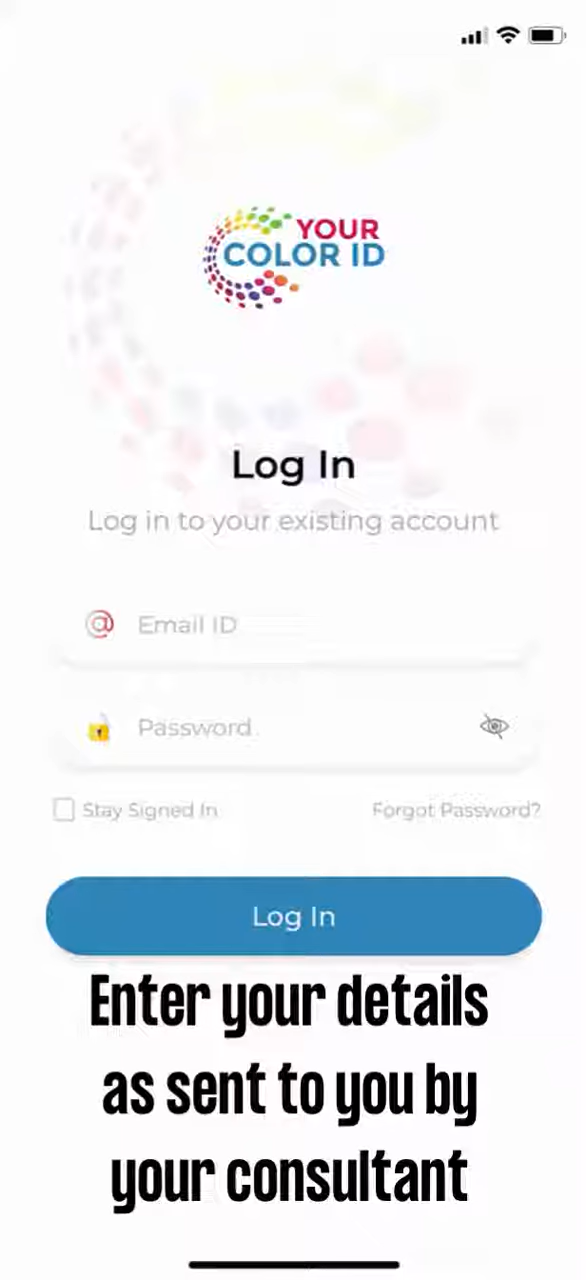 YOUR
COLOR ID
Log In
Log in to your existing account
@ Email ID
Password
Stay Signed In
Forgot Password?
Log In
Enter your details
as sent to you by
your consultant